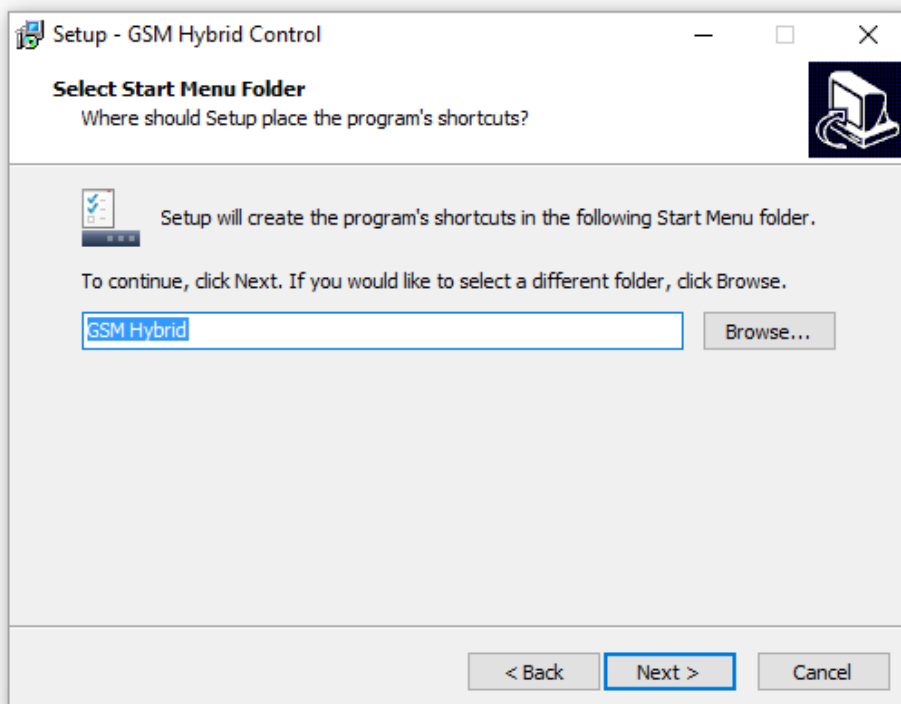 Setup - GSM Hybrid Control
Select Start Menu Folder
Where should Setup place the program's shortcuts?
Setup will create the program's shortcuts in the following Start Menu folder.
To continue, click Next. If you would like to select a different folder, click Browse.
GSM Hybrid
Browse...
< Back
Next >
Cancel